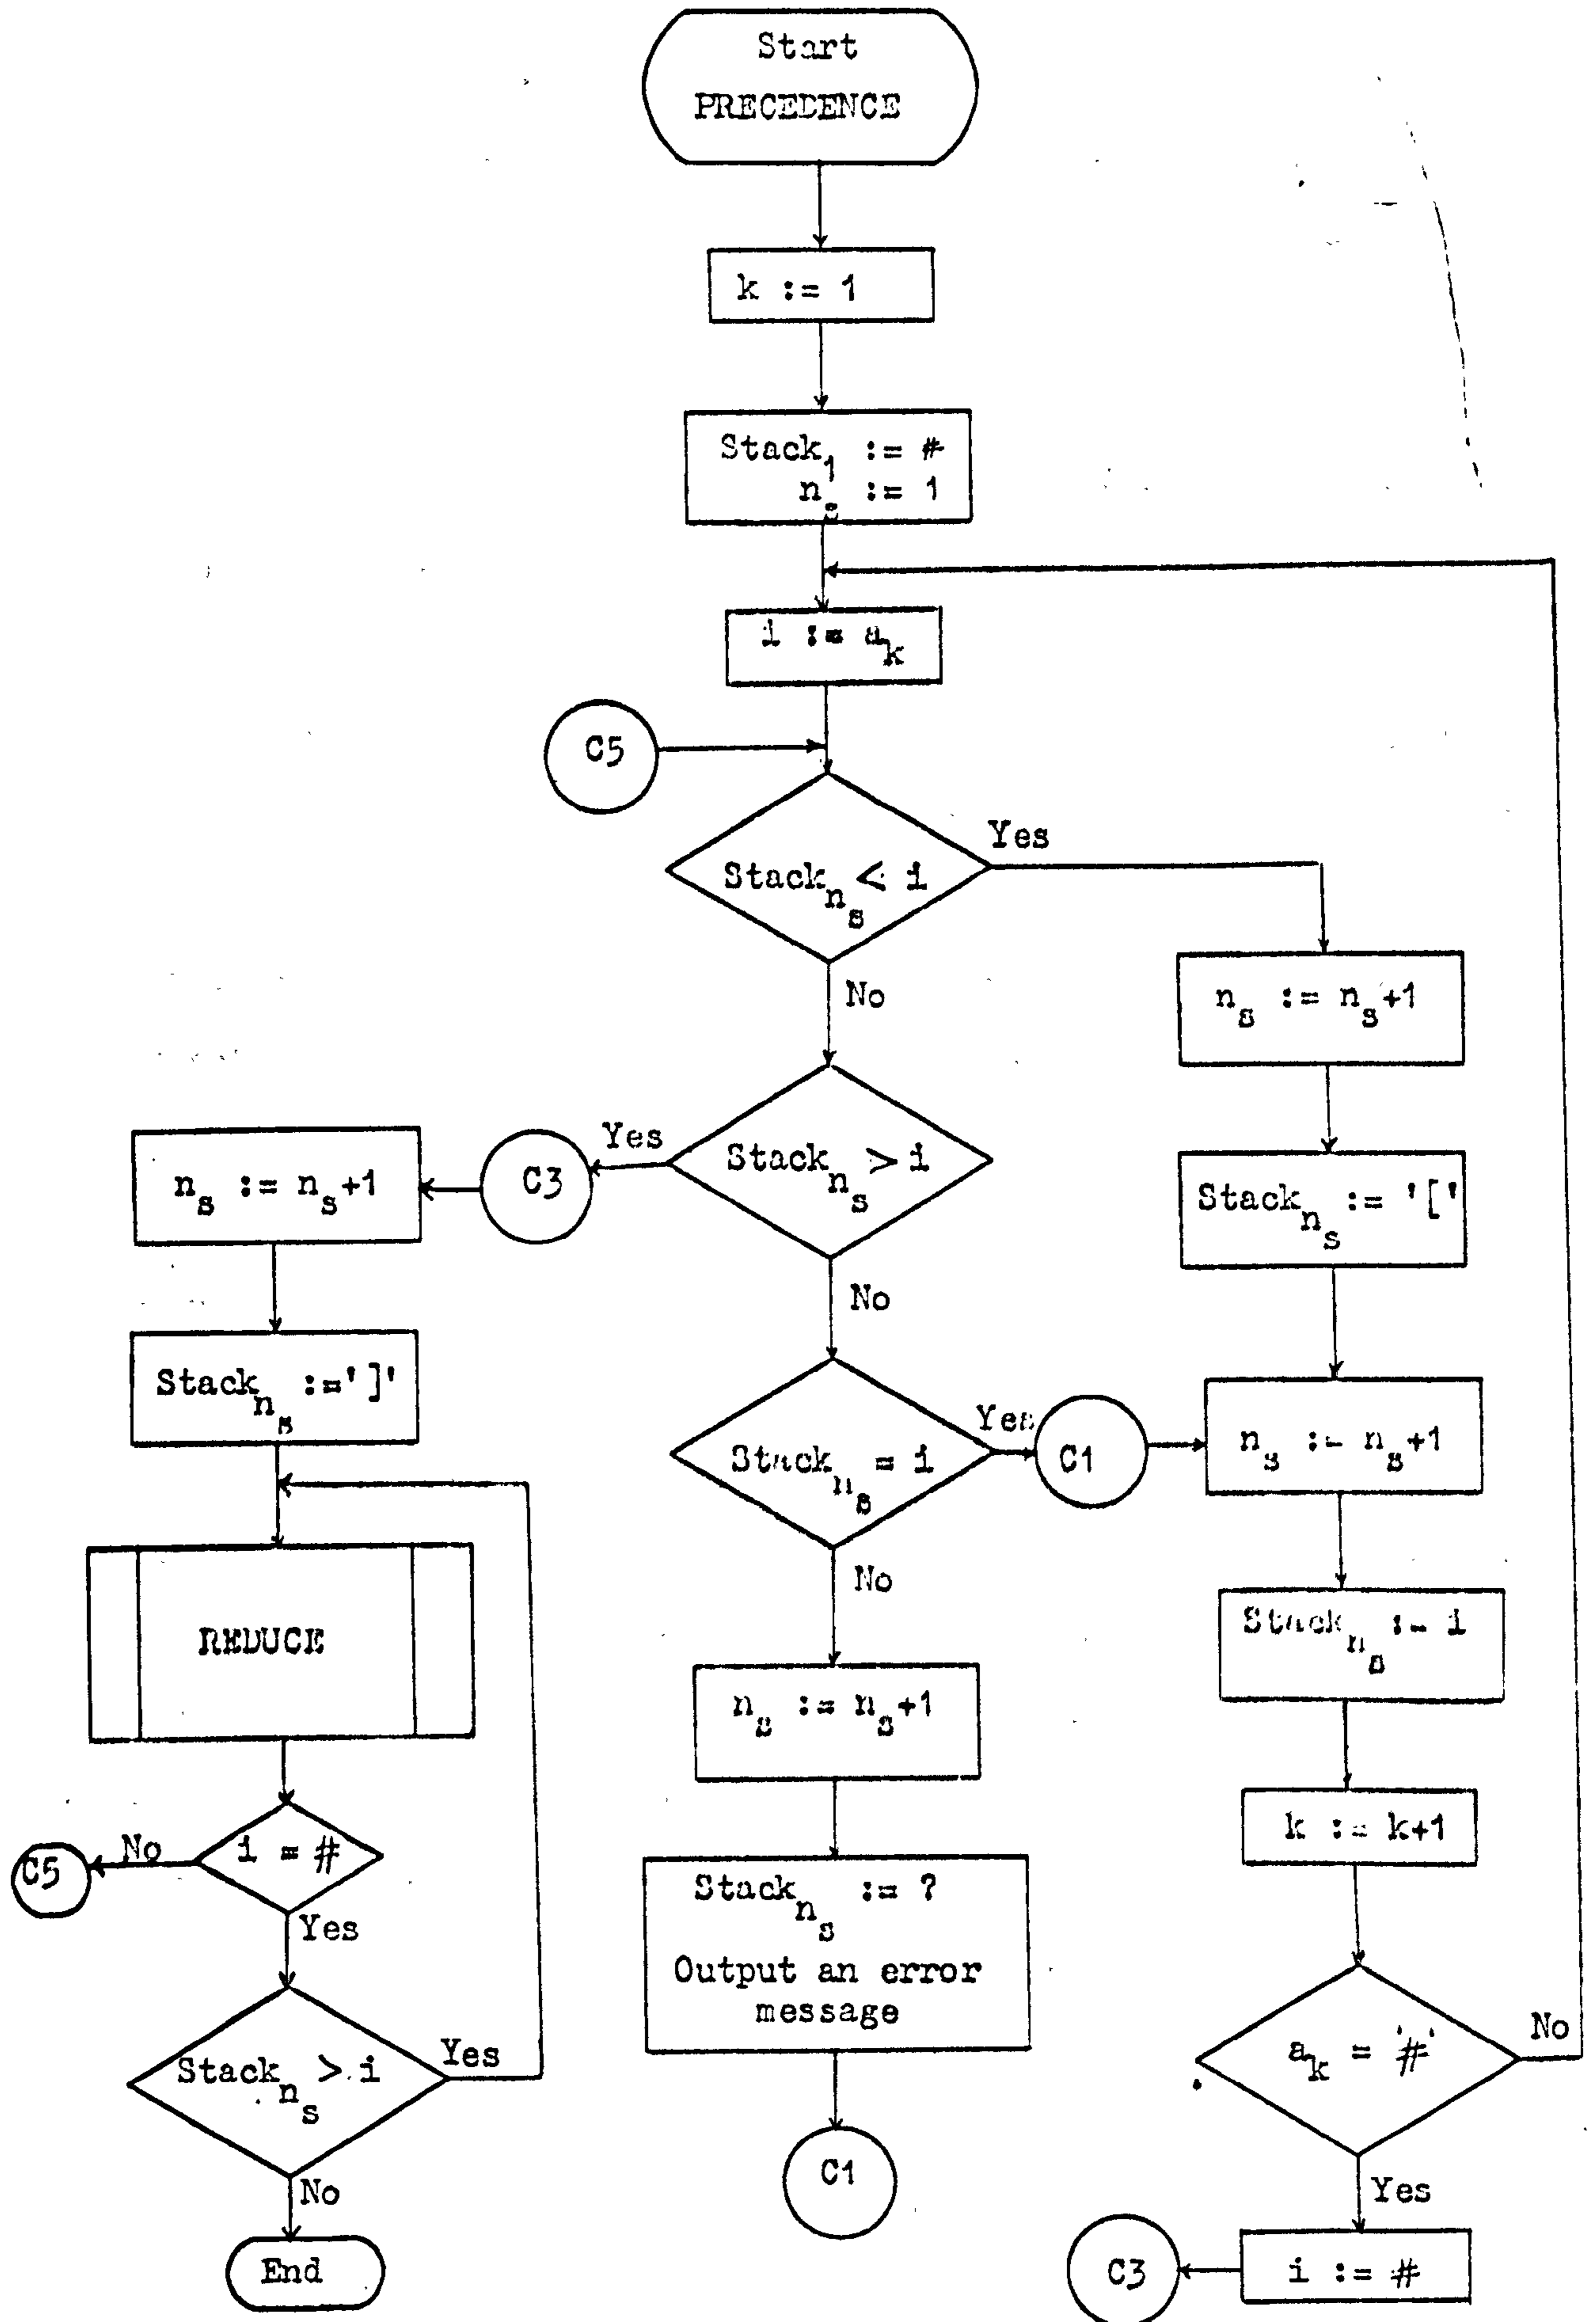 Start
PRECEDENCE
k := 1
Stack₁ := #
nₛ := 1
i := aₖ
C5
Yes
Stackₙₛ < i
No
nₛ := nₛ+1
Stackₙₛ > i
Yes
C3
nₛ := nₛ+1
Stackₙₛ := '['
No
Stackₙₛ :=']'
Stackₙₛ = i
Yes
C1
nₛ := nₛ+1
No
REDUCE
Stackₙₛ := i
nₛ := nₛ+1
k := k+1
i = #
No
C5
Yes
Stackₙₛ := ?
Output an error
message
Stackₙₛ > i
Yes
aₖ = '#'
No
No
C1
Yes
End
C3
i := #